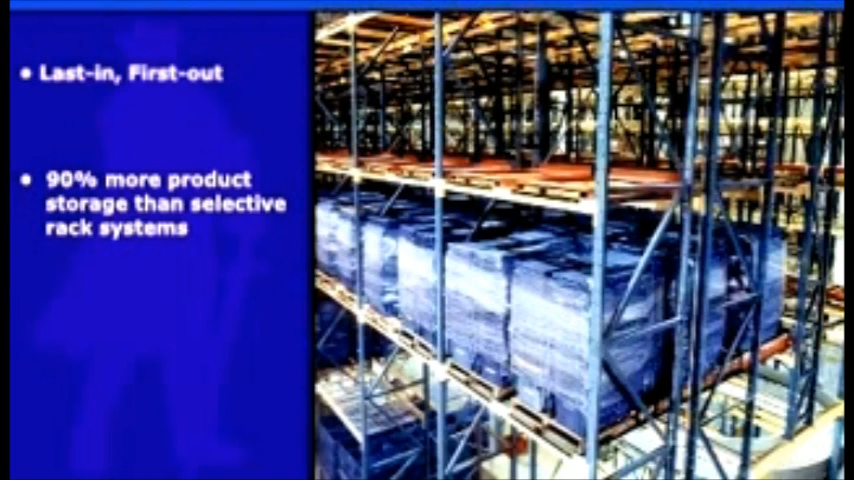 • Last-in, First-out
• 90% more product
storage than selective
rack systems